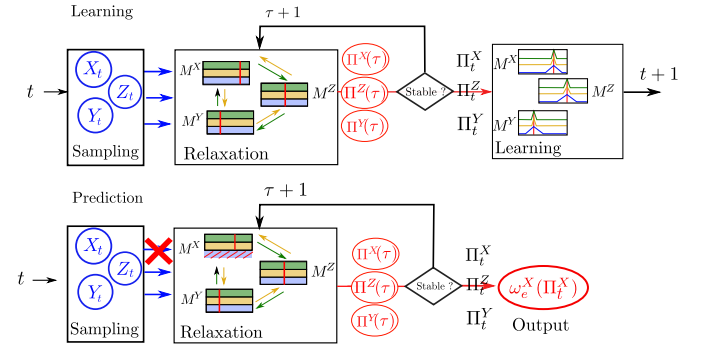 Learning
τ + 1
t
X_t
Z_t
Y_t
Sampling
M^X
M^Z
M^Y
Relaxation
Π^X(τ)
Π^Z(τ)
Π^Y(τ)
Stable ?
Π_t^X
Π_t^Z
Π_t^Y
M^X
M^Z
M^Y
Learning
t + 1
Prediction
τ + 1
t
X_t
Z_t
Y_t
Sampling
M^X
M^Z
M^Y
Relaxation
Π^X(τ)
Π^Z(τ)
Π^Y(τ)
Stable ?
Π_t^X
Π_t^Z
Π_t^Y
ω_e^X(Π_t^X)
Output